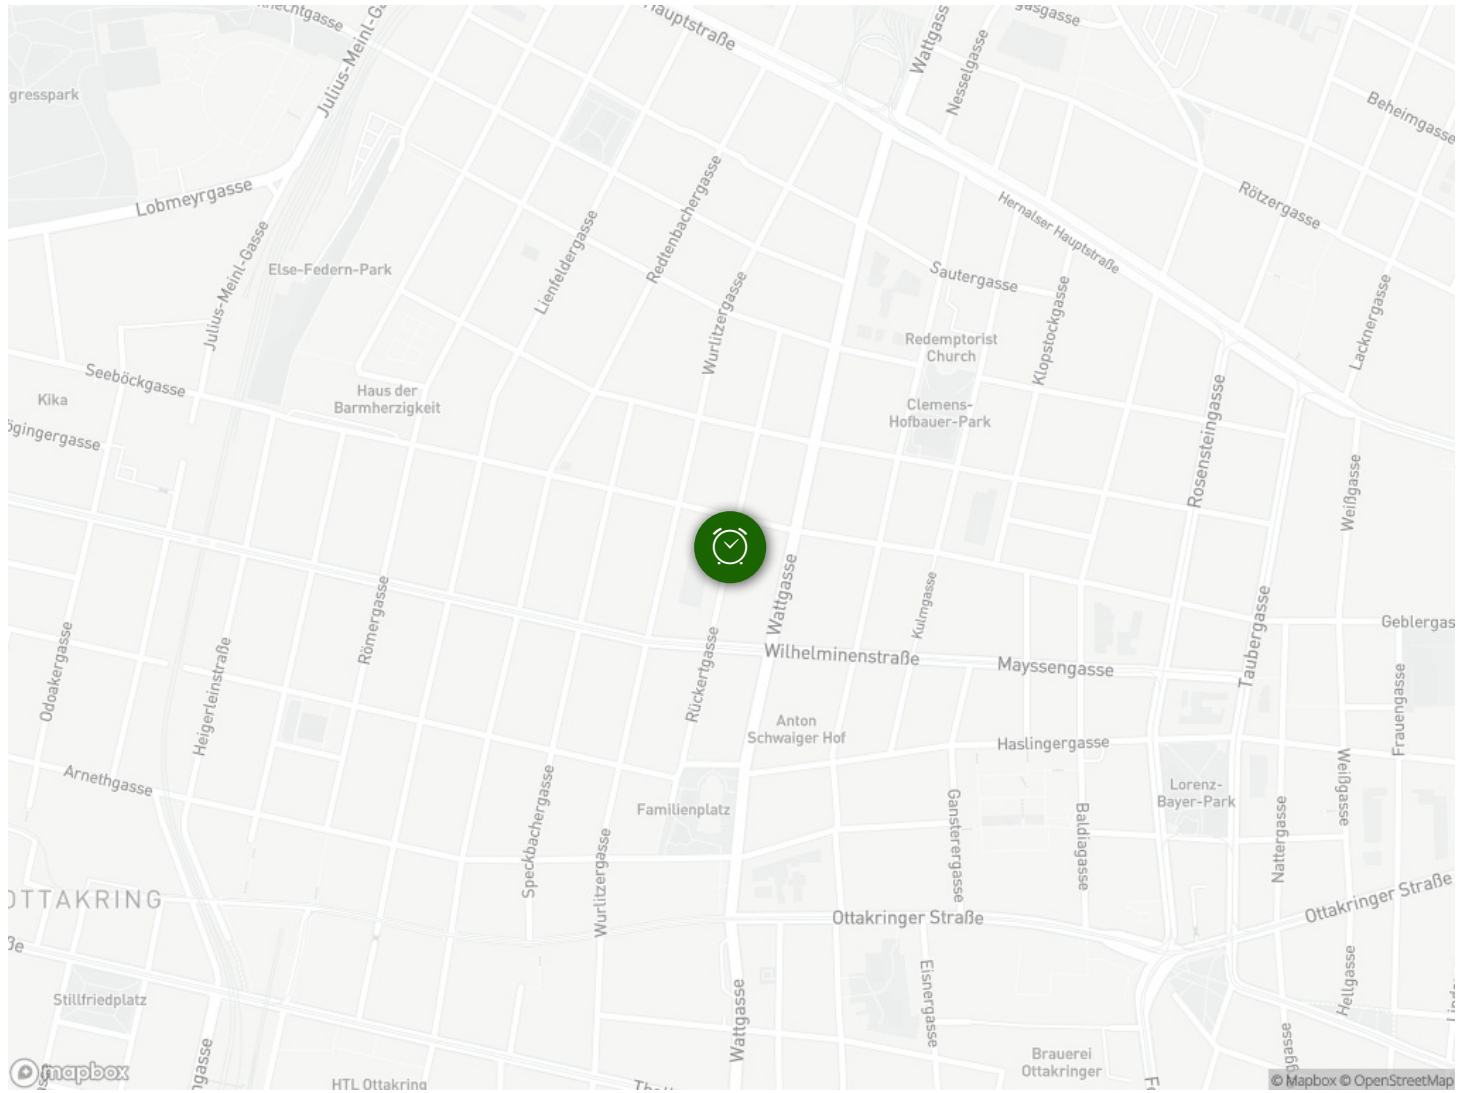 Hauptstraße
Wattgasse
Nesselgasse
Julius-Meinl-Ga
Beheimgasse
Lobmeyrgasse
Rötzergasse
Hernalser Hauptstraße
Redtenbachergasse
Lienfeldergasse
Julius-Meinl-Gasse
Else-Federn-Park
Sautergasse
Wurlitzergasse
Klopstockgasse
Lacknergasse
Redemptorist
Church
Seeböckgasse
Kika
Haus der
Barmherzigkeit
Clemens-
Hofbauer-Park
Rosensteingasse
Weißgasse
Wattgasse
Kulmgasse
Taubergasse
Geblergas
Römergasse
Odoakergasse
Heigerleinstraße
Rückertgasse
Wilhelminenstraße
Mayssengasse
Frauengasse
Anton
Schwaiger Hof
Haslingergasse
Arnethgasse
Speckbachergasse
Familienplatz
Lorenz-
Bayer-Park
Weißgasse
Gansterergasse
Baldiagasse
Nattergasse
Wurlitzergasse
OTTAKRING
Ottakringer Straße
Ottakringer Straße
Stillfriedplatz
Wattgasse
Eisnergasse
Hellgasse
Brauerei
Ottakringer
HTL Ottakring
mapbox
© Mapbox © OpenStreetMap